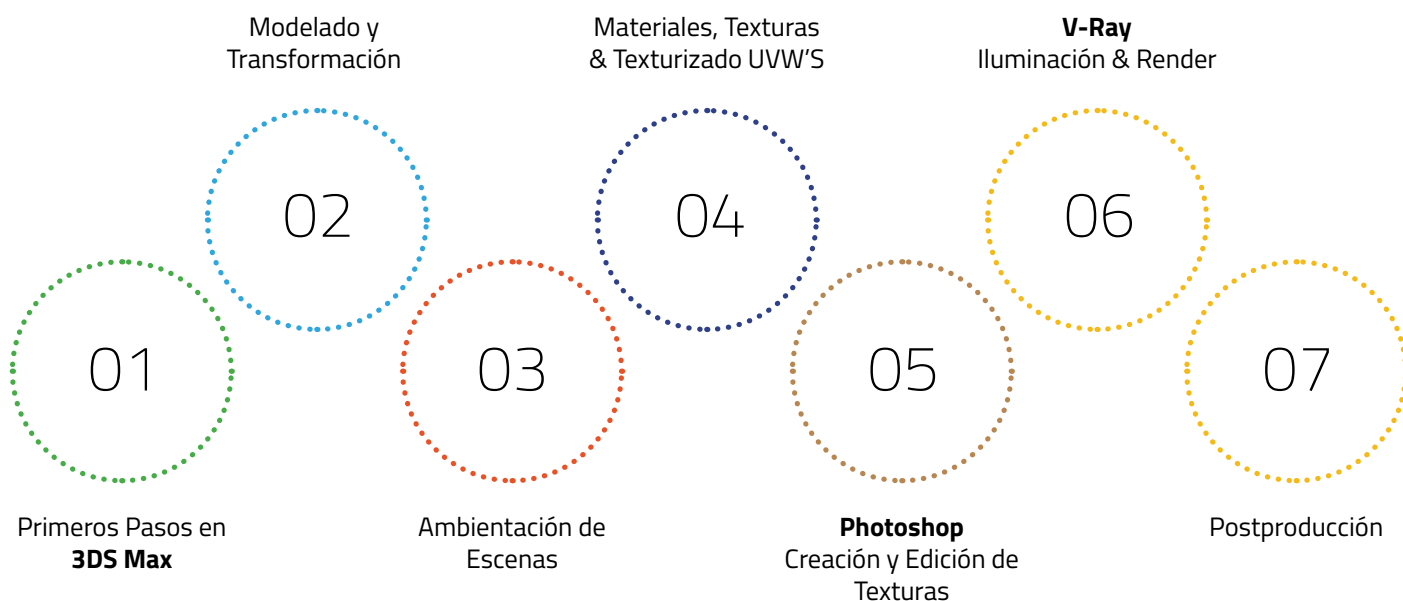 01
Primeros Pasos en
3DS Max
Modelado y
Transformación
02
03
Ambientación de
Escenas
Materiales, Texturas
& Texturizado UVW’S
04
05
Photoshop
Creación y Edición de
Texturas
V-Ray
Iluminación & Render
06
07
Postproducción